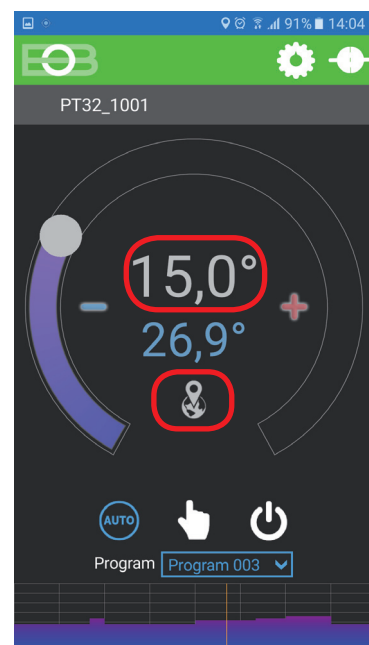 91% 14:04
EOB
PT32_1001
15,0°
26,9°
AUTO
Program Program 003